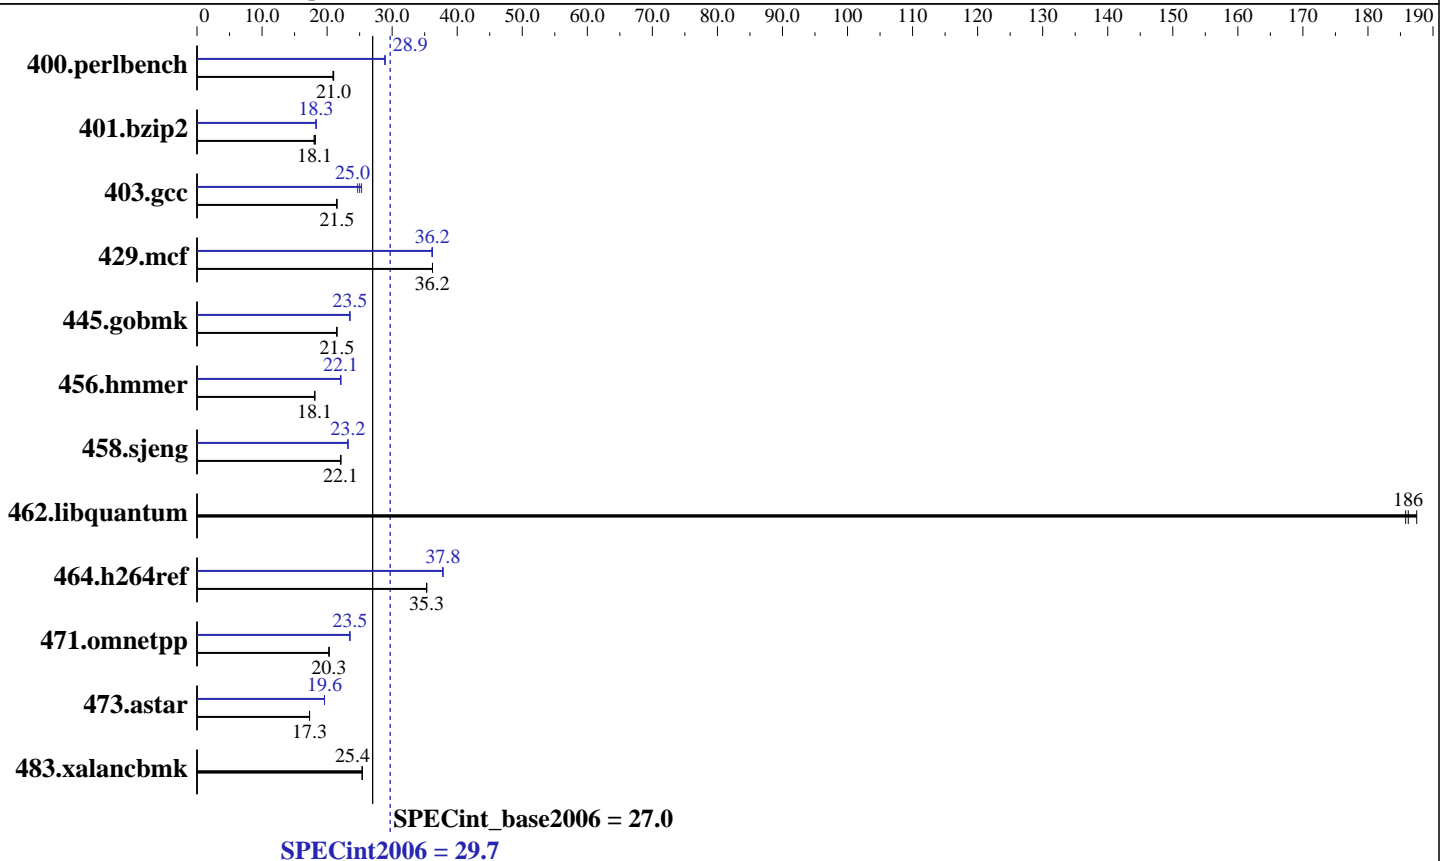 0 10.0 20.0 30.0 40.0 50.0 60.0 70.0 80.0 90.0 100 110 120 130 140 150 160 170 180 190
400.perlbench 28.9
21.0
401.bzip2 18.3
18.1
403.gcc 25.0
21.5
429.mcf 36.2
36.2
445.gobmk 23.5
21.5
456.hmmer 22.1
18.1
458.sjeng 23.2
22.1
462.libquantum 186
464.h264ref 37.8
35.3
471.omnetpp 23.5
20.3
473.astar 19.6
17.3
483.xalancbmk 25.4
SPECint_base2006 = 27.0
SPECint2006 = 29.7